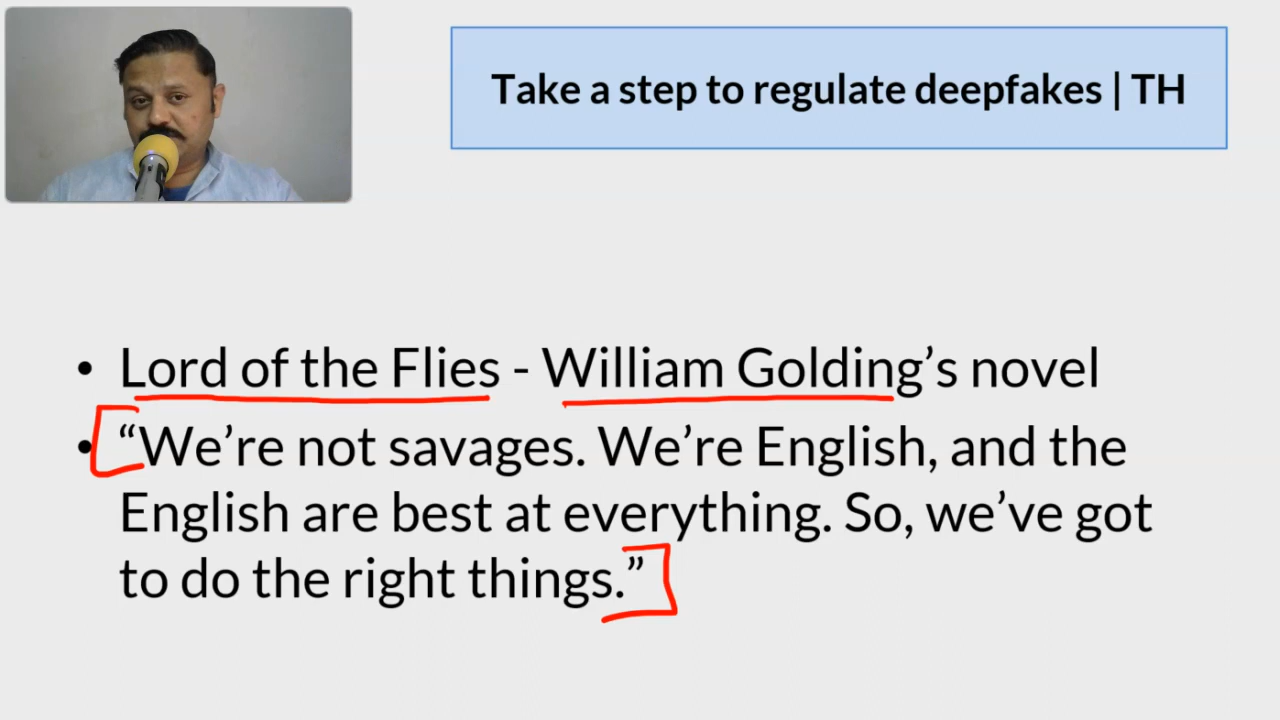 Take a step to regulate deepfakes | TH
• Lord of the Flies - William Golding’s novel
• “We’re not savages. We’re English, and the
English are best at everything. So, we’ve got
to do the right things.”